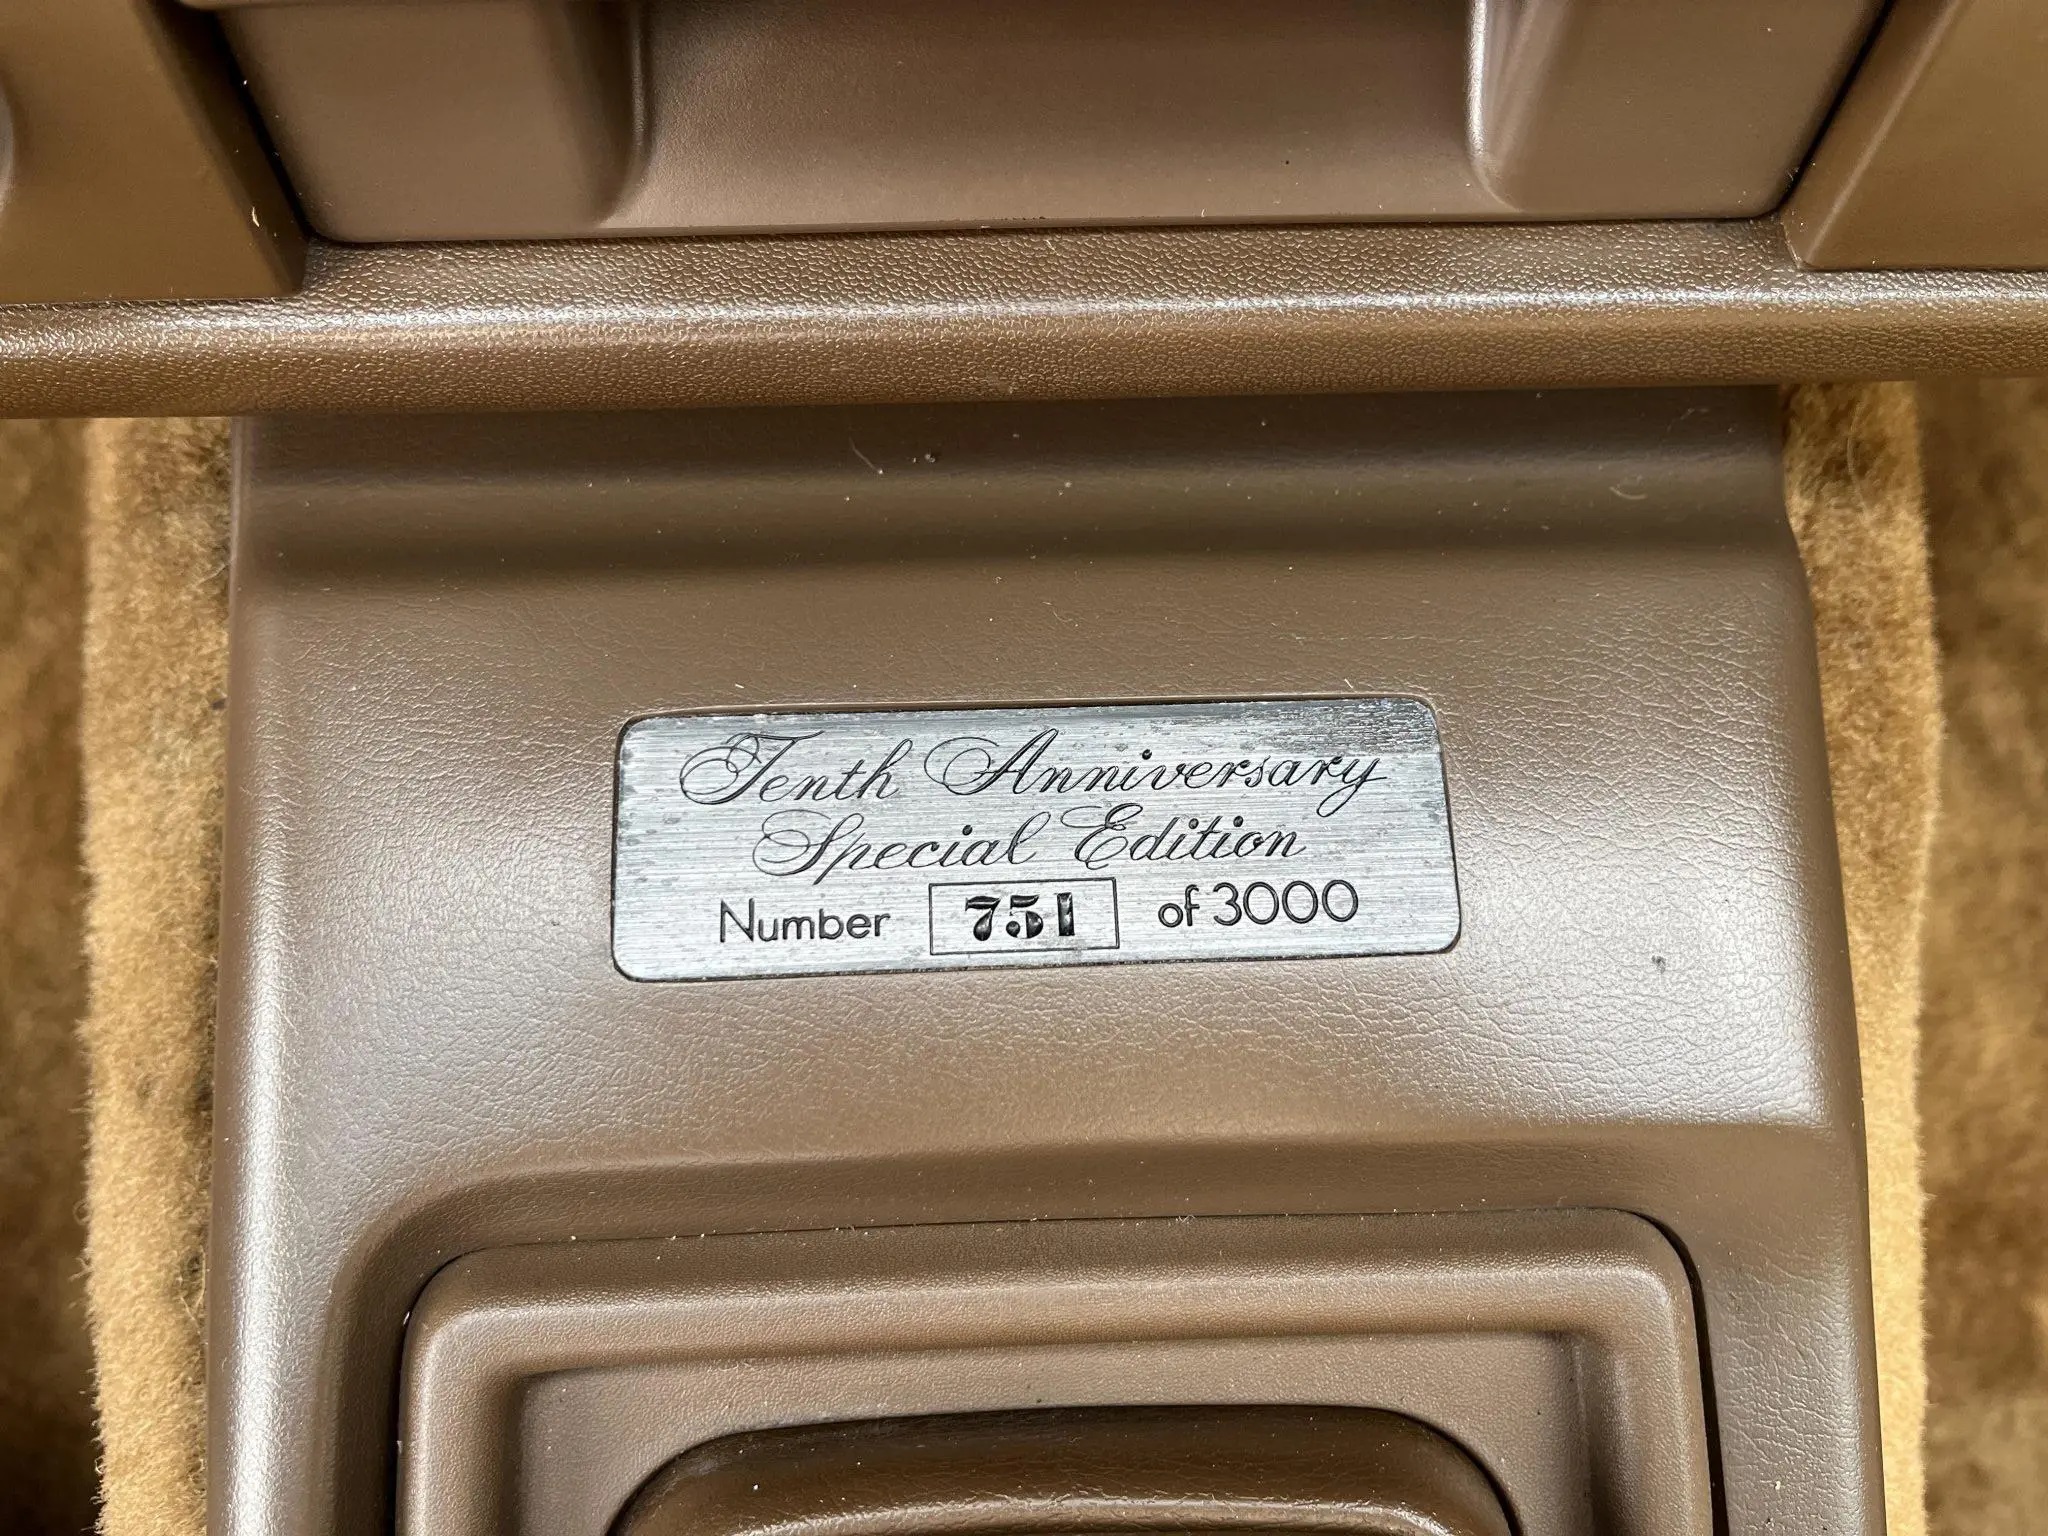 Tenth Anniversary
Special Edition
Number 751 of 3000